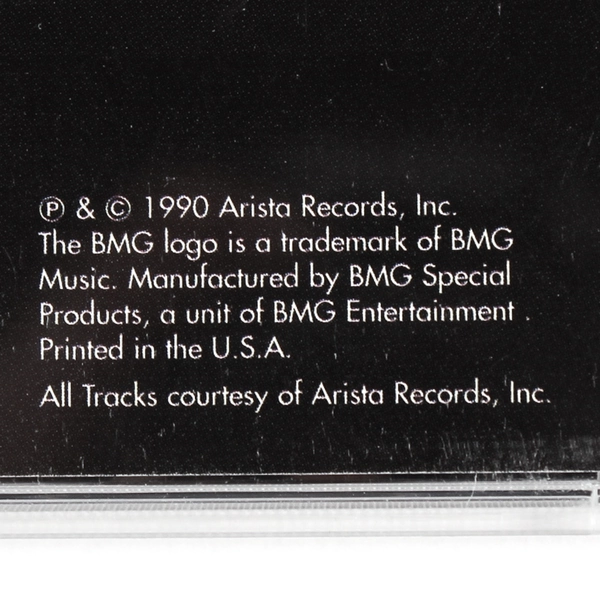 ℗ & © 1990 Arista Records, Inc.
The BMG logo is a trademark of BMG
Music. Manufactured by BMG Special
Products, a unit of BMG Entertainment .
Printed in the U.S.A.
All Tracks courtesy of Arista Records, Inc.